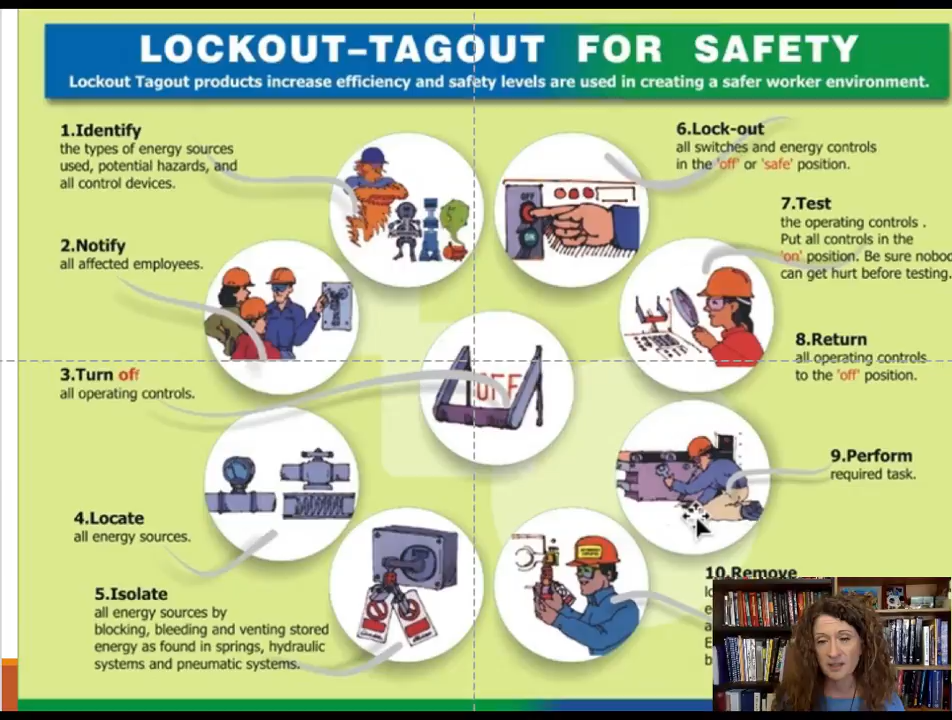 LOCKOUT–TAGOUT FOR SAFETY
Lockout Tagout products increase efficiency and safety levels are used in creating a safer worker environment.
1.Identify
the types of energy sources
used, potential hazards, and
all control devices.
2.Notify
all affected employees.
3.Turn off
all operating controls.
4.Locate
all energy sources.
5.Isolate
all energy sources by
blocking, bleeding and venting stored
energy as found in springs, hydraulic
systems and pneumatic systems.
OFF
6.Lock-out
all switches and energy controls
in the 'off' or 'safe' position.
OFF
ON
7.Test
the operating controls .
Put all controls in the
'on' position. Be sure nobod
can get hurt before testing.
8.Return
all operating controls
to the 'off' position.
9.Perform
required task.
10.Remove